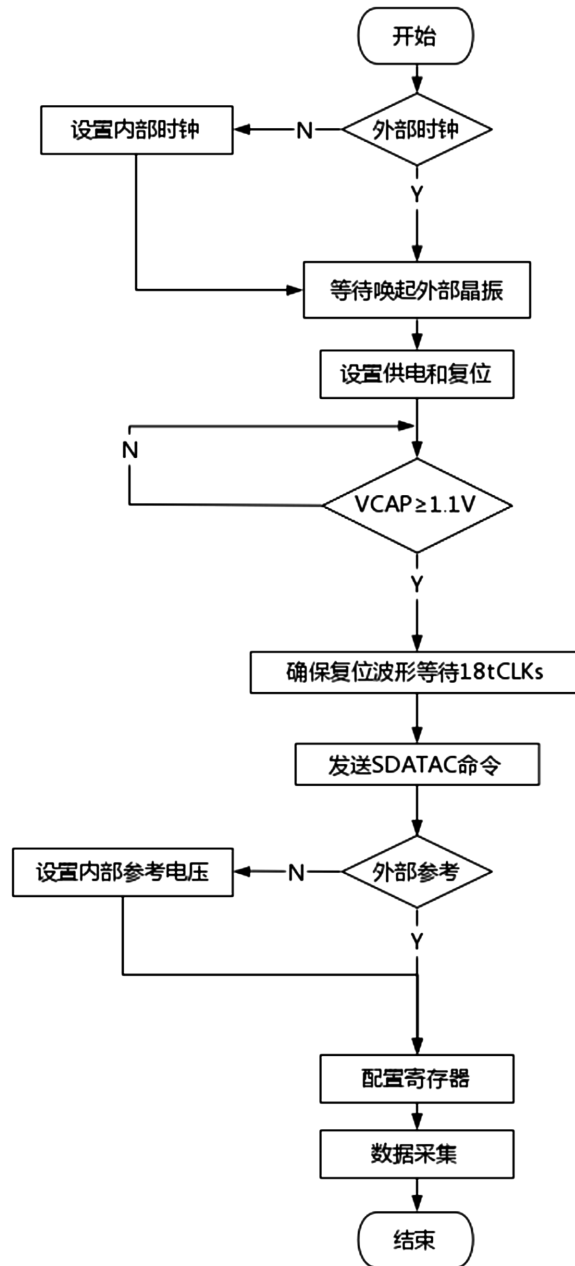 开始
外部时钟
N
设置内部时钟
Y
等待唤起外部晶振
设置供电和复位
N
VCAP≥1.1V
Y
确保复位波形等待18tCLKs
发送SDATAC命令
外部参考
N
设置内部参考电压
Y
配置寄存器
数据采集
结束